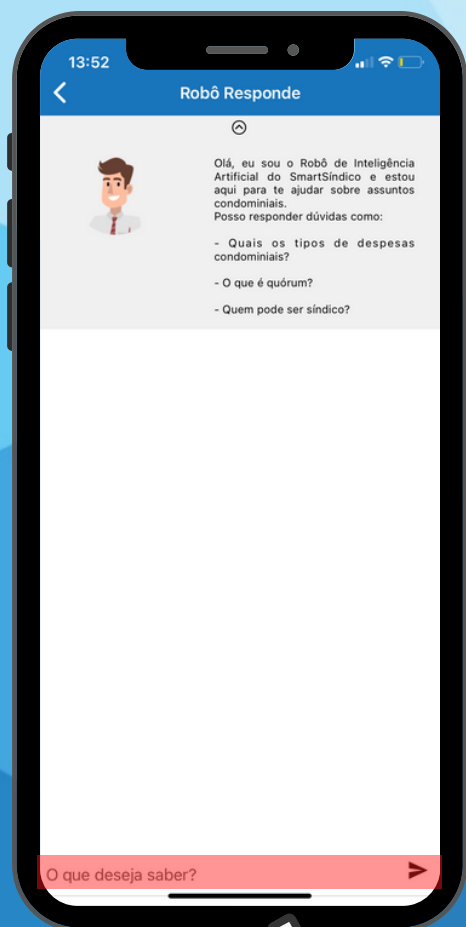 13:52
Robô Responde
Olá, eu sou o Robô de Inteligência
Artificial do SmartSíndico e estou
aqui para te ajudar sobre assuntos
condominiais.
Posso responder dúvidas como:
- Quais os tipos de despesas
condominiais?
- O que é quórum?
- Quem pode ser síndico?
O que deseja saber?